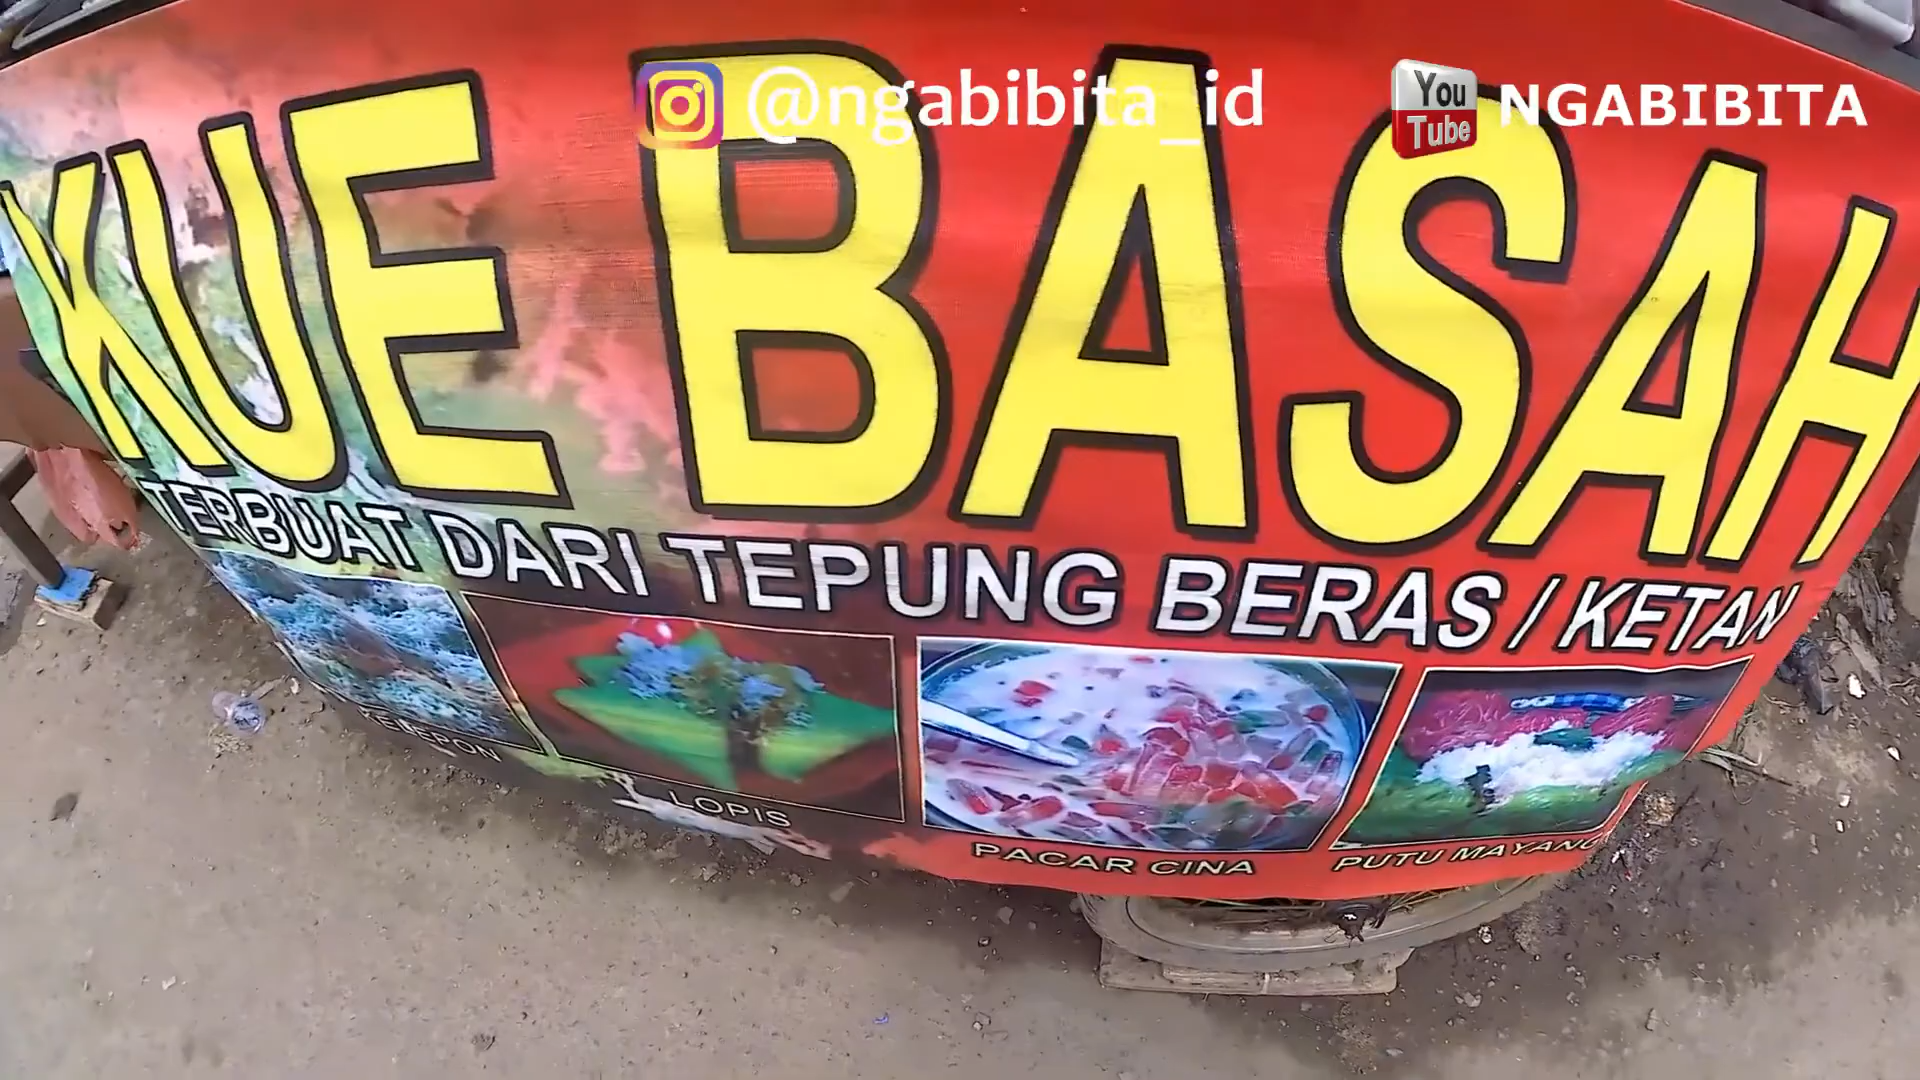 @ngabibita_id
You Tube NGABIBITA
KUE BASAH
TERBUAT DARI TEPUNG BERAS / KETAN
LOPIS
PACAR CINA
PUTU MAYANG